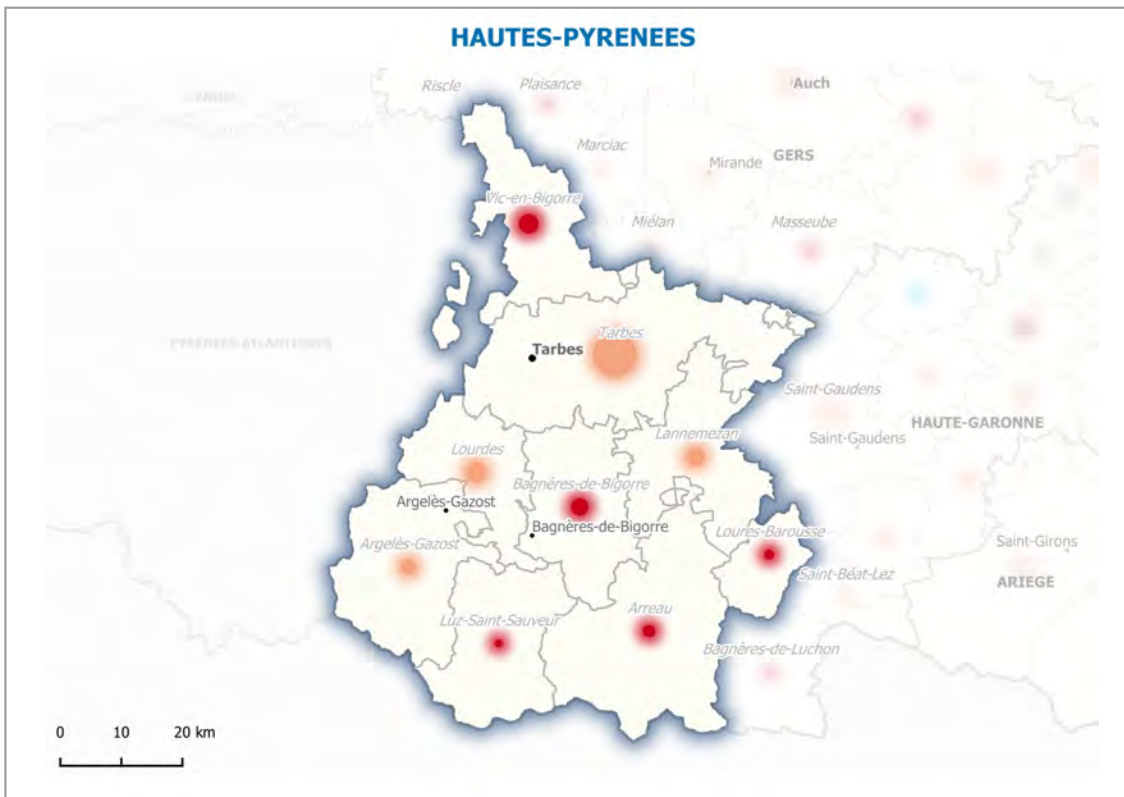 HAUTES-PYRENEES
Riscle
Plaisance
Auch
Marciac
Mirande
GERS
Vic-en-Bigorre
Miélan
Masseube
PYRENEES-ATLANTIQUES
Tarbes
Tarbes
Saint-Gaudens
HAUTE-GARONNE
Saint-Gaudens
Lourdes
Lannemezan
Bagnères-de-Bigorre
Argelès-Gazost
Bagnères-de-Bigorre
Loures-Barousse
Saint-Girons
Argelès-Gazost
Saint-Béat-Lez
ARIEGE
Luz-Saint-Sauveur
Arreau
Bagnères-de-Luchon
0 10 20 km